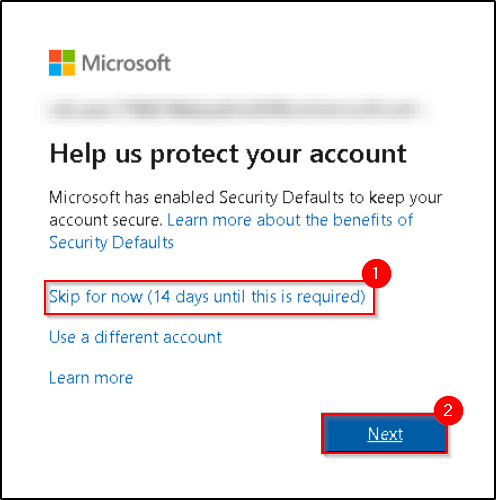 Microsoft
Help us protect your account
Microsoft has enabled Security Defaults to keep your
account secure. Learn more about the benefits of
Security Defaults
1
Skip for now (14 days until this is required)
Use a different account
Learn more
2
Next